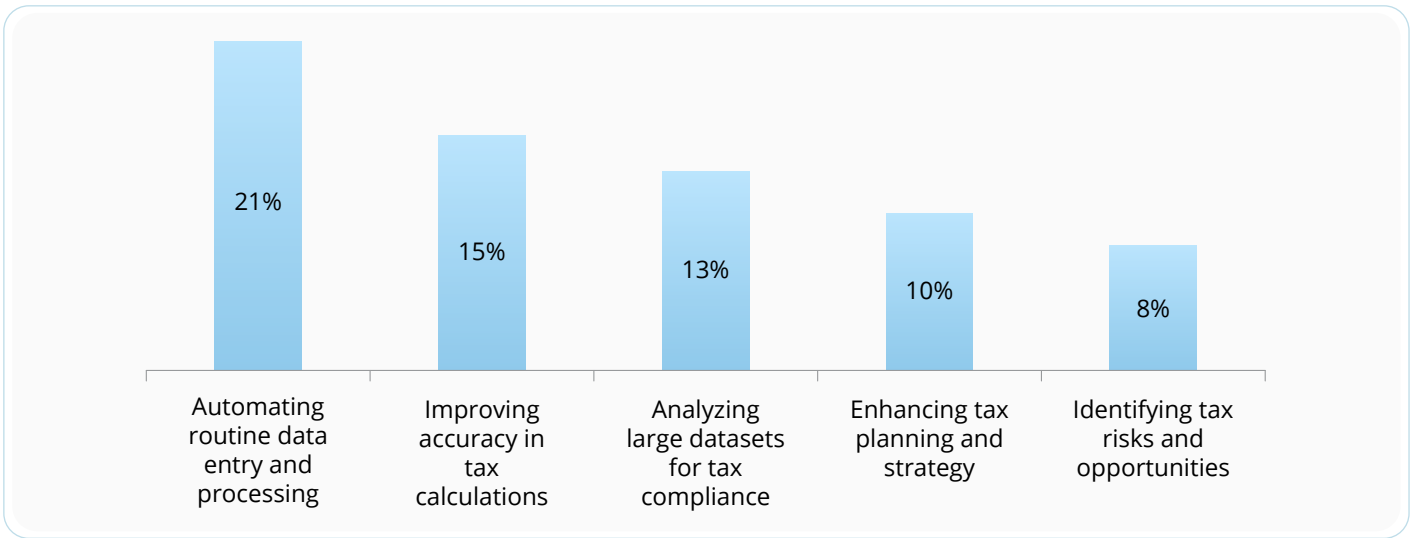 21%
15%
13%
10%
8%
Automating
routine data
entry and
processing
Improving
accuracy in
tax
calculations
Analyzing
large datasets
for tax
compliance
Enhancing tax
planning and
strategy
Identifying tax
risks and
opportunities